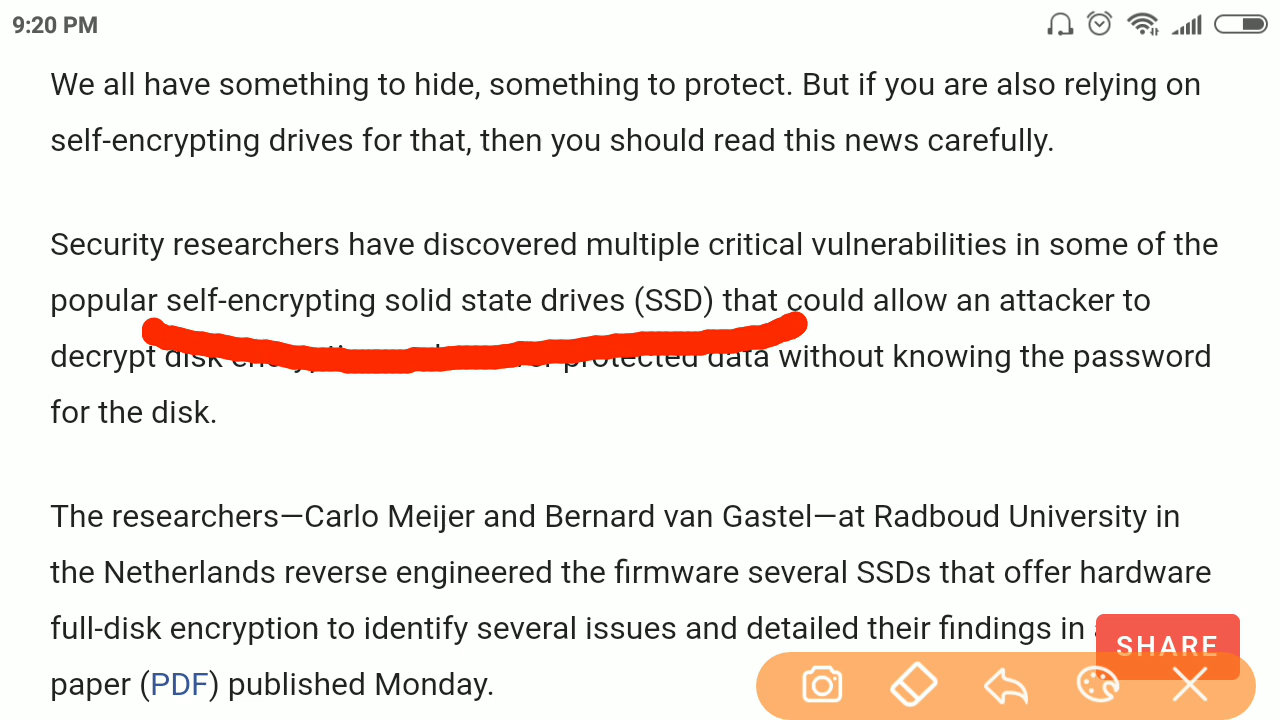 9:20 PM
We all have something to hide, something to protect. But if you are also relying on
self-encrypting drives for that, then you should read this news carefully.
Security researchers have discovered multiple critical vulnerabilities in some of the
popular self-encrypting solid state drives (SSD) that could allow an attacker to
decrypt disk protected data without knowing the password
for the disk.
The researchers—Carlo Meijer and Bernard van Gastel—at Radboud University in
the Netherlands reverse engineered the firmware several SSDs that offer hardware
full-disk encryption to identify several issues and detailed their findings in
SHARE
paper (PDF) published Monday.